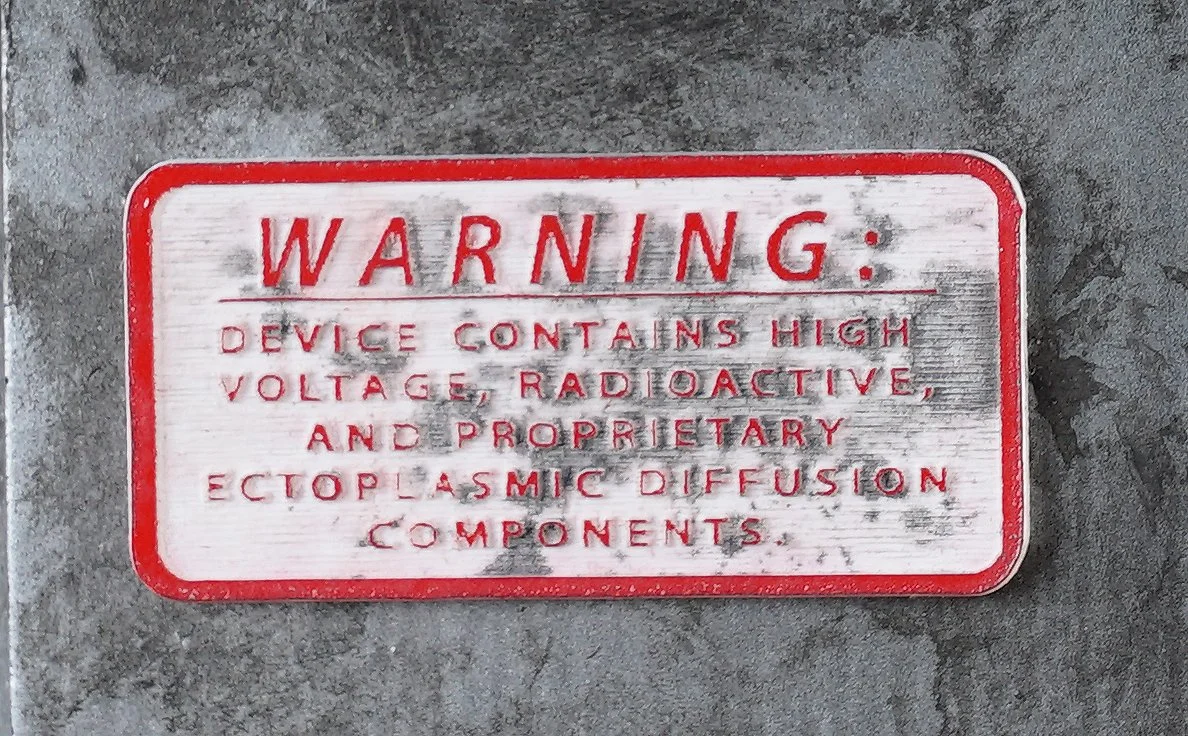 WARNING:
DEVICE CONTAINS HIGH
VOLTAGE, RADIOACTIVE,
AND PROPRIETARY
ECTOPLASMIC DIFFUSION
COMPONENTS.